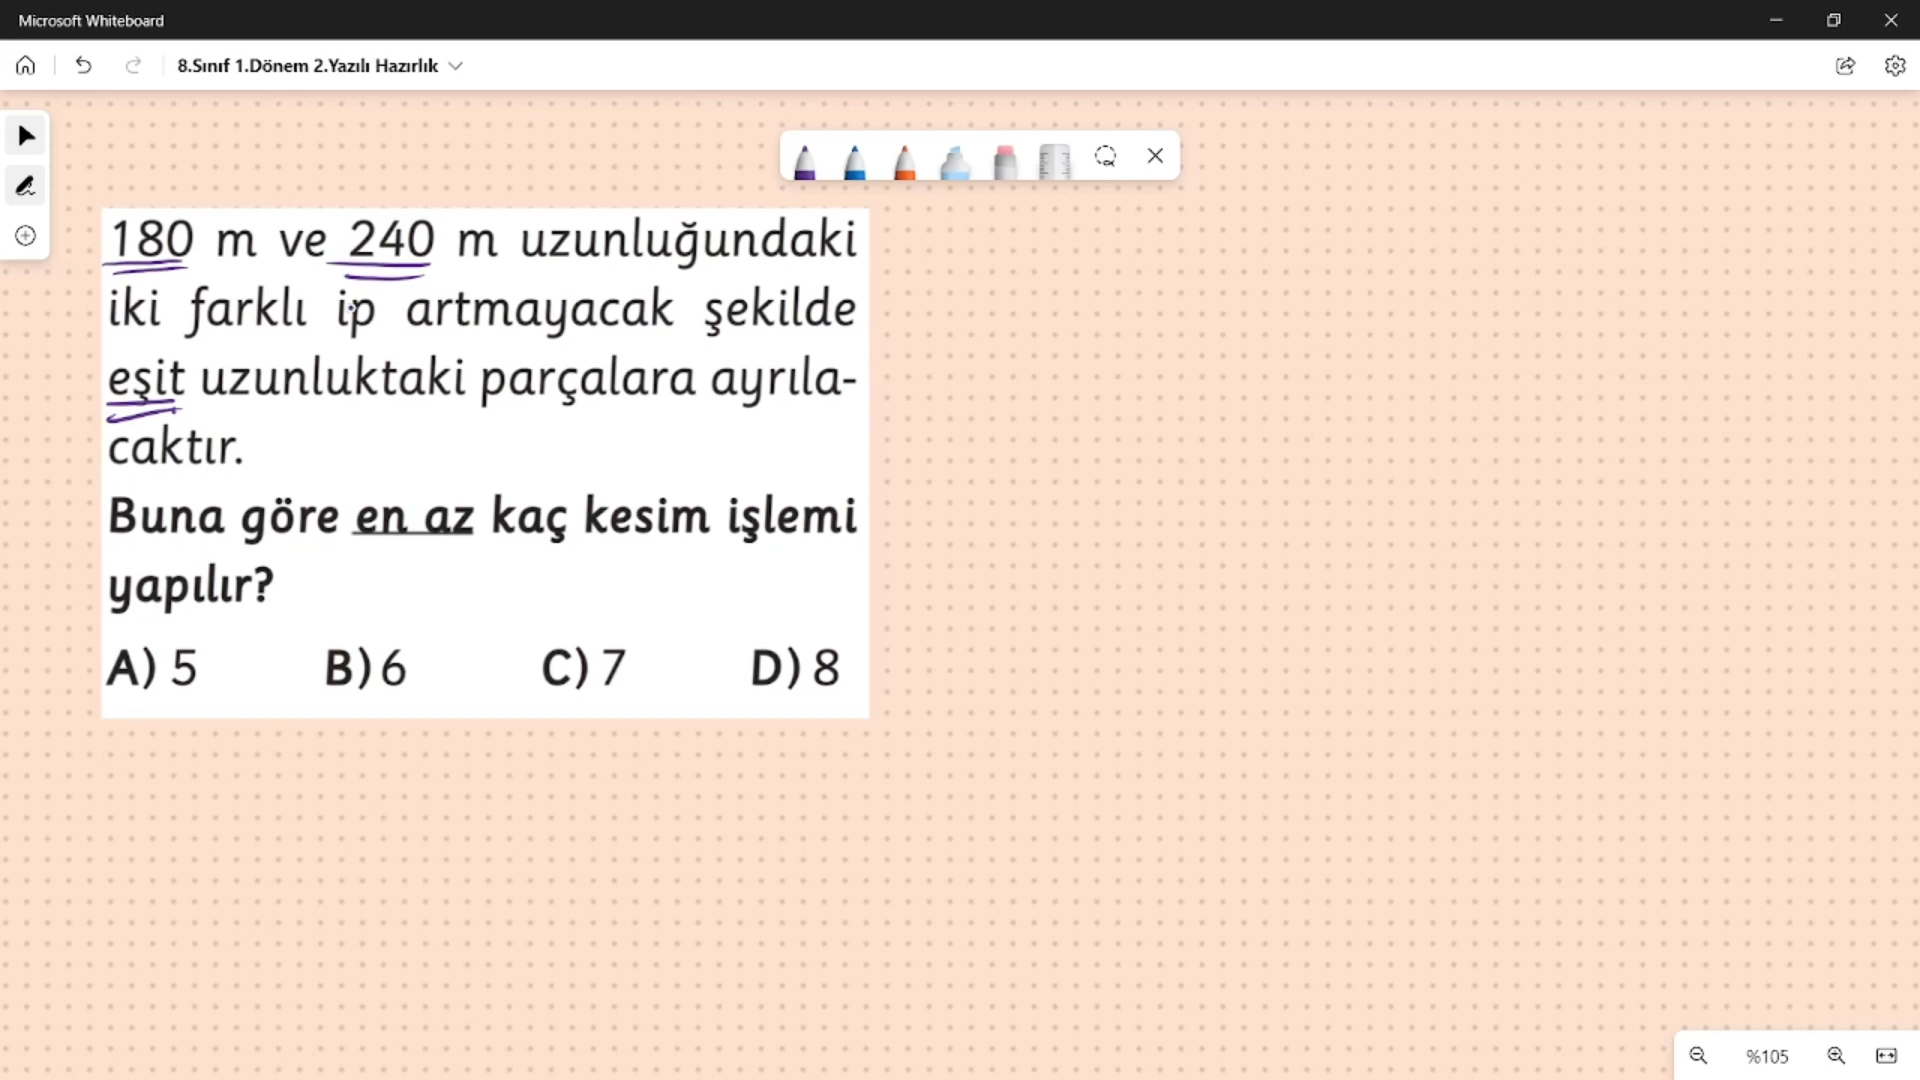 Microsoft Whiteboard
8.Sınıf 1.Dönem 2.Yazılı Hazırlık
180 m ve 240 m uzunluğundaki
iki farklı ip artmayacak şekilde
eşit uzunluktaki parçalara ayrıla-
caktır.
Buna göre en az kaç kesim işlemi
yapılır?
A) 5 B) 6 C) 7 D) 8
%105